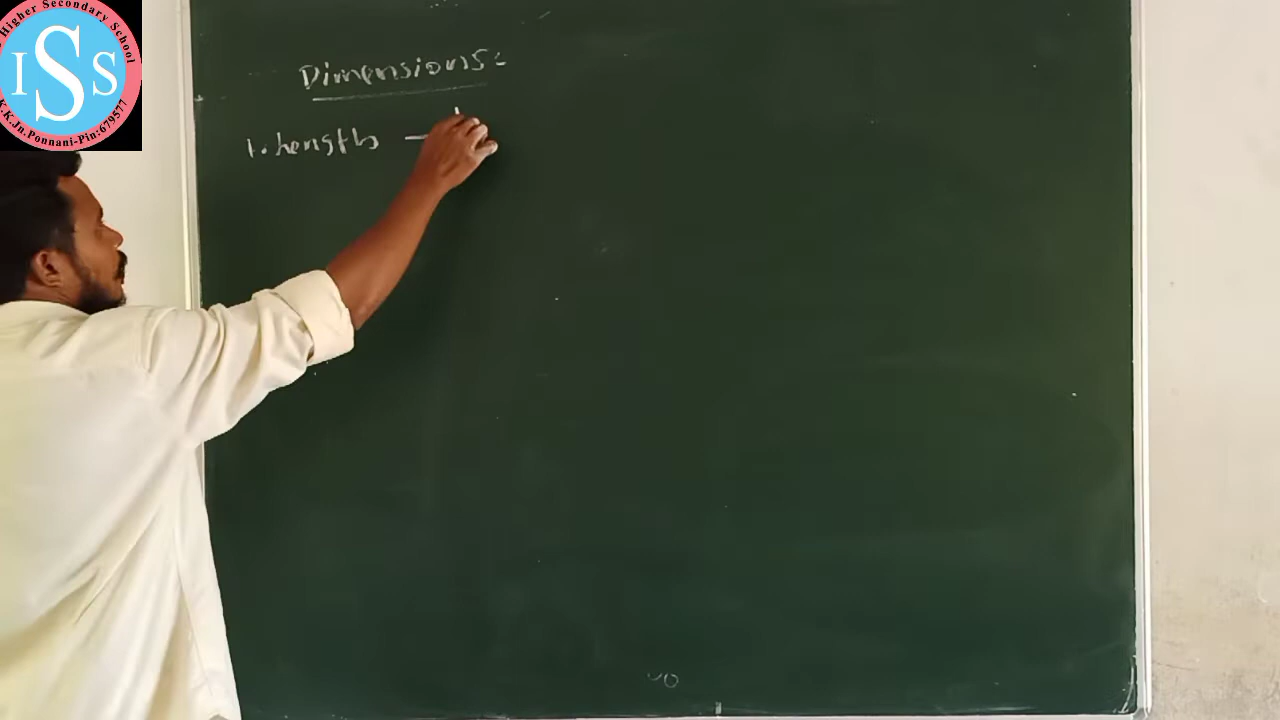 Higher Secondary School
ISS
K.K.Jn.Ponnani-Pin:679577
Dimensions:
1. Length —